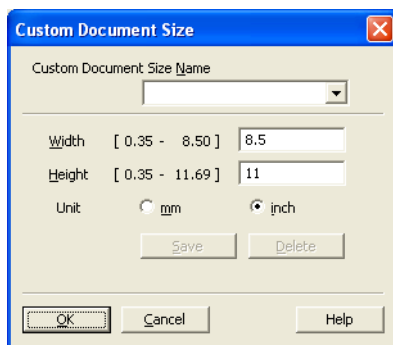 Custom Document Size
Custom Document Size Name
Width [ 0.35 - 8.50 ] 8.5
Height [ 0.35 - 11.69 ] 11
Unit mm inch
Save Delete
OK Cancel Help